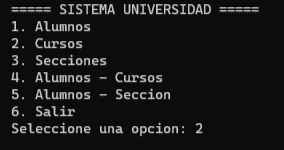 ===== SISTEMA UNIVERSIDAD =====
1. Alumnos
2. Cursos
3. Secciones
4. Alumnos - Cursos
5. Alumnos - Seccion
6. Salir
Seleccione una opcion: 2